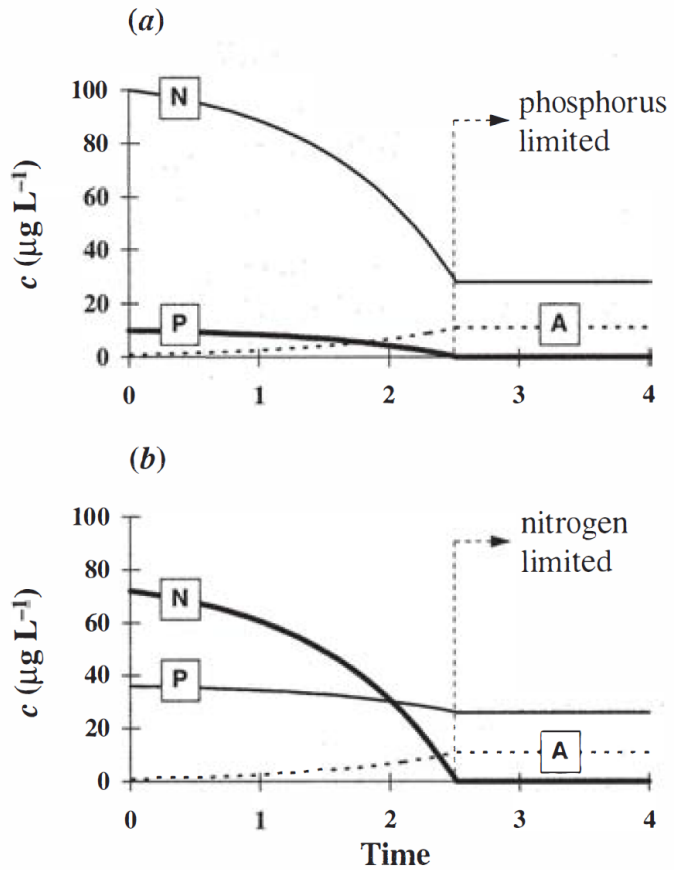 (a)
100
80
60
40
20
0
c (μg L⁻¹)
N
P
A
phosphorus
limited
0 1 2 3 4
(b)
100
80
60
40
20
0
c (μg L⁻¹)
N
P
A
nitrogen
limited
0 1 2 3 4
Time